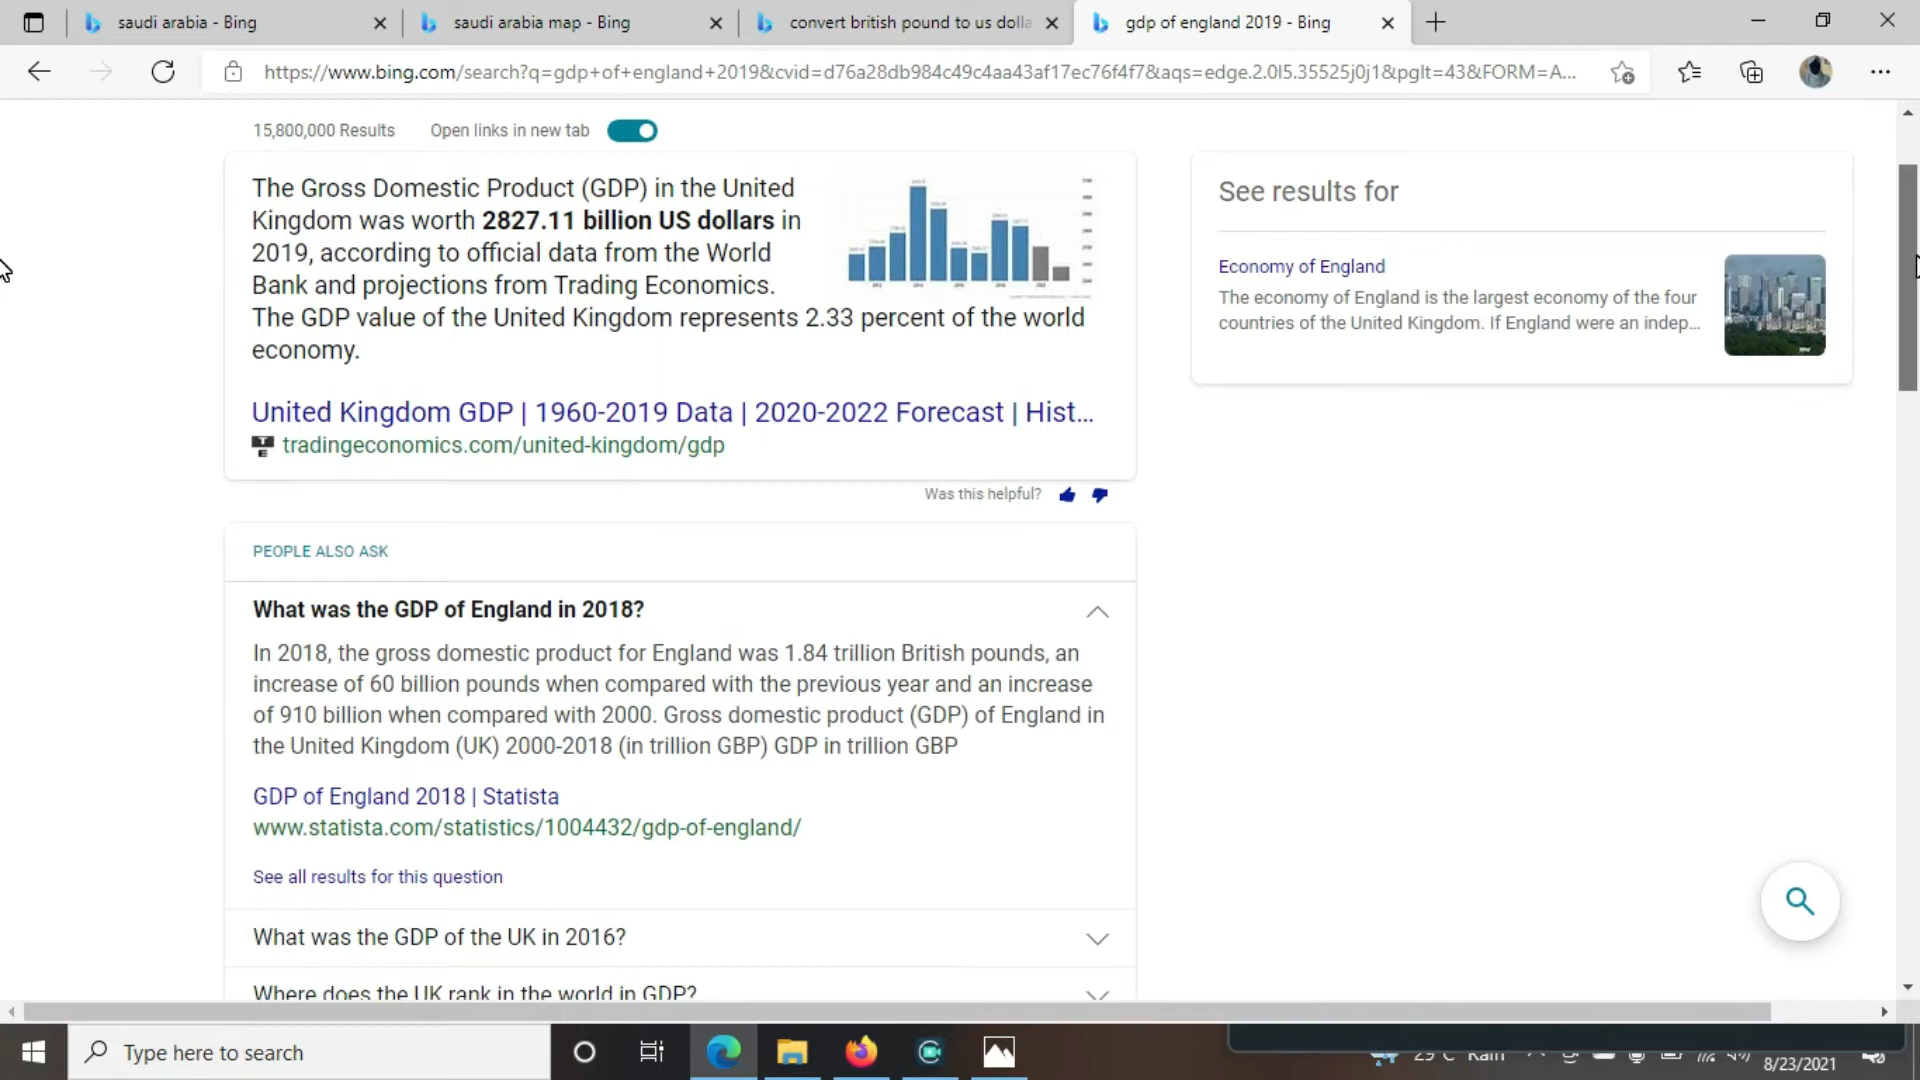 saudi arabia - Bing
saudi arabia map - Bing
convert british pound to us dolla
gdp of england 2019 - Bing
https://www.bing.com/search?q=gdp+of+england+2019&cvid=d76a28db984c49c4aa43af17ec76f4f7&aqs=edge.2.0l5.35525j0j1&pglt=43&FORM=A...
15,800,000 Results
Open links in new tab
The Gross Domestic Product (GDP) in the United
Kingdom was worth 2827.11 billion US dollars in
2019, according to official data from the World
Bank and projections from Trading Economics.
The GDP value of the United Kingdom represents 2.33 percent of the world
economy.
United Kingdom GDP | 1960-2019 Data | 2020-2022 Forecast | Hist...
tradingeconomics.com/united-kingdom/gdp
Was this helpful?
See results for
Economy of England
The economy of England is the largest economy of the four
countries of the United Kingdom. If England were an indep...
PEOPLE ALSO ASK
What was the GDP of England in 2018?
In 2018, the gross domestic product for England was 1.84 trillion British pounds, an
increase of 60 billion pounds when compared with the previous year and an increase
of 910 billion when compared with 2000. Gross domestic product (GDP) of England in
the United Kingdom (UK) 2000-2018 (in trillion GBP) GDP in trillion GBP
GDP of England 2018 | Statista
www.statista.com/statistics/1004432/gdp-of-england/
See all results for this question
What was the GDP of the UK in 2016?
Where does the UK rank in the world in GDP?
Type here to search
29°C Rain
8/23/2021